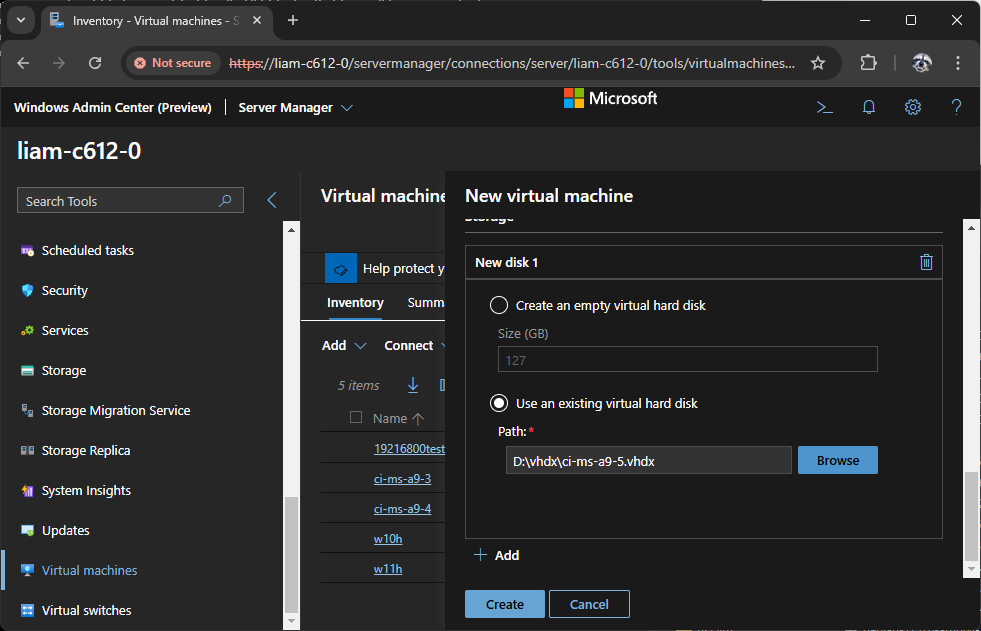 Inventory - Virtual machines - S
Not secure
https://liam-c612-0/servermanager/connections/server/liam-c612-0/tools/virtualmachines...
Windows Admin Center (Preview)
Server Manager
Microsoft
liam-c612-0
Search Tools
Scheduled tasks
Security
Services
Storage
Storage Migration Service
Storage Replica
System Insights
Updates
Virtual machines
Virtual switches
Virtual machine
Help protect y
Inventory
Summ
Add
Connect
5 items
Name
19216800test
ci-ms-a9-3
ci-ms-a9-4
w10h
w11h
New virtual machine
Storage
New disk 1
Create an empty virtual hard disk
Size (GB)
127
Use an existing virtual hard disk
Path:*
D:\vhdx\ci-ms-a9-5.vhdx
Browse
Add
Create
Cancel